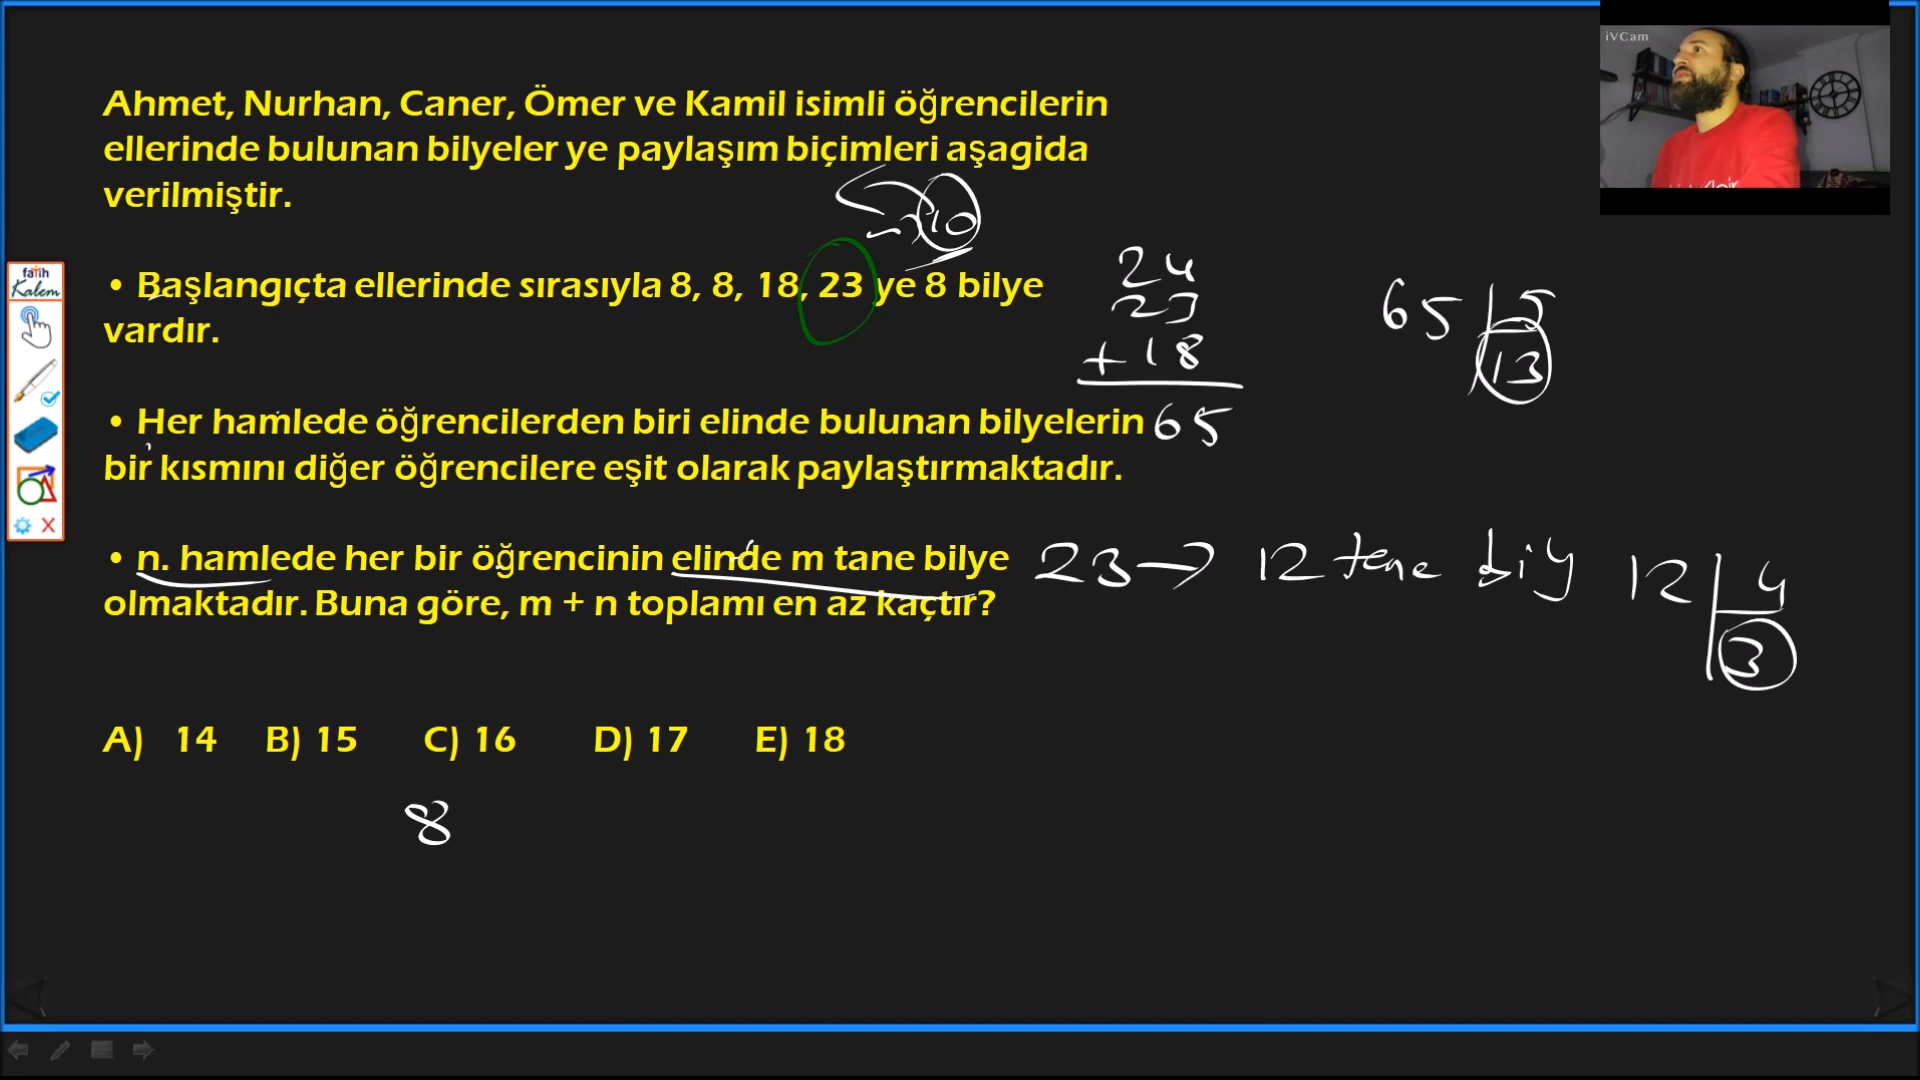 iVCam
Ahmet, Nurhan, Caner, Ömer ve Kamil isimli öğrencilerin
ellerinde bulunan bilyeler ye paylaşım biçimleri aşagida
verilmiştir.
10
fatih
Kalem
• Başlangıçta ellerinde sırasıyla 8, 8, 18, 23 ye 8 bilye
vardır.
24
23
+ 18
65
65 5
13
• Her hamlede öğrencilerden biri elinde bulunan bilyelerin
bir kısmını diğer öğrencilere eşit olarak paylaştırmaktadır.
• n. hamlede her bir öğrencinin elinde m tane bilye
olmaktadır. Buna göre, m + n toplamı en az kaçtır?
23 → 12 tane biy
12 4
3
A) 14 B) 15 C) 16 D) 17 E) 18
8